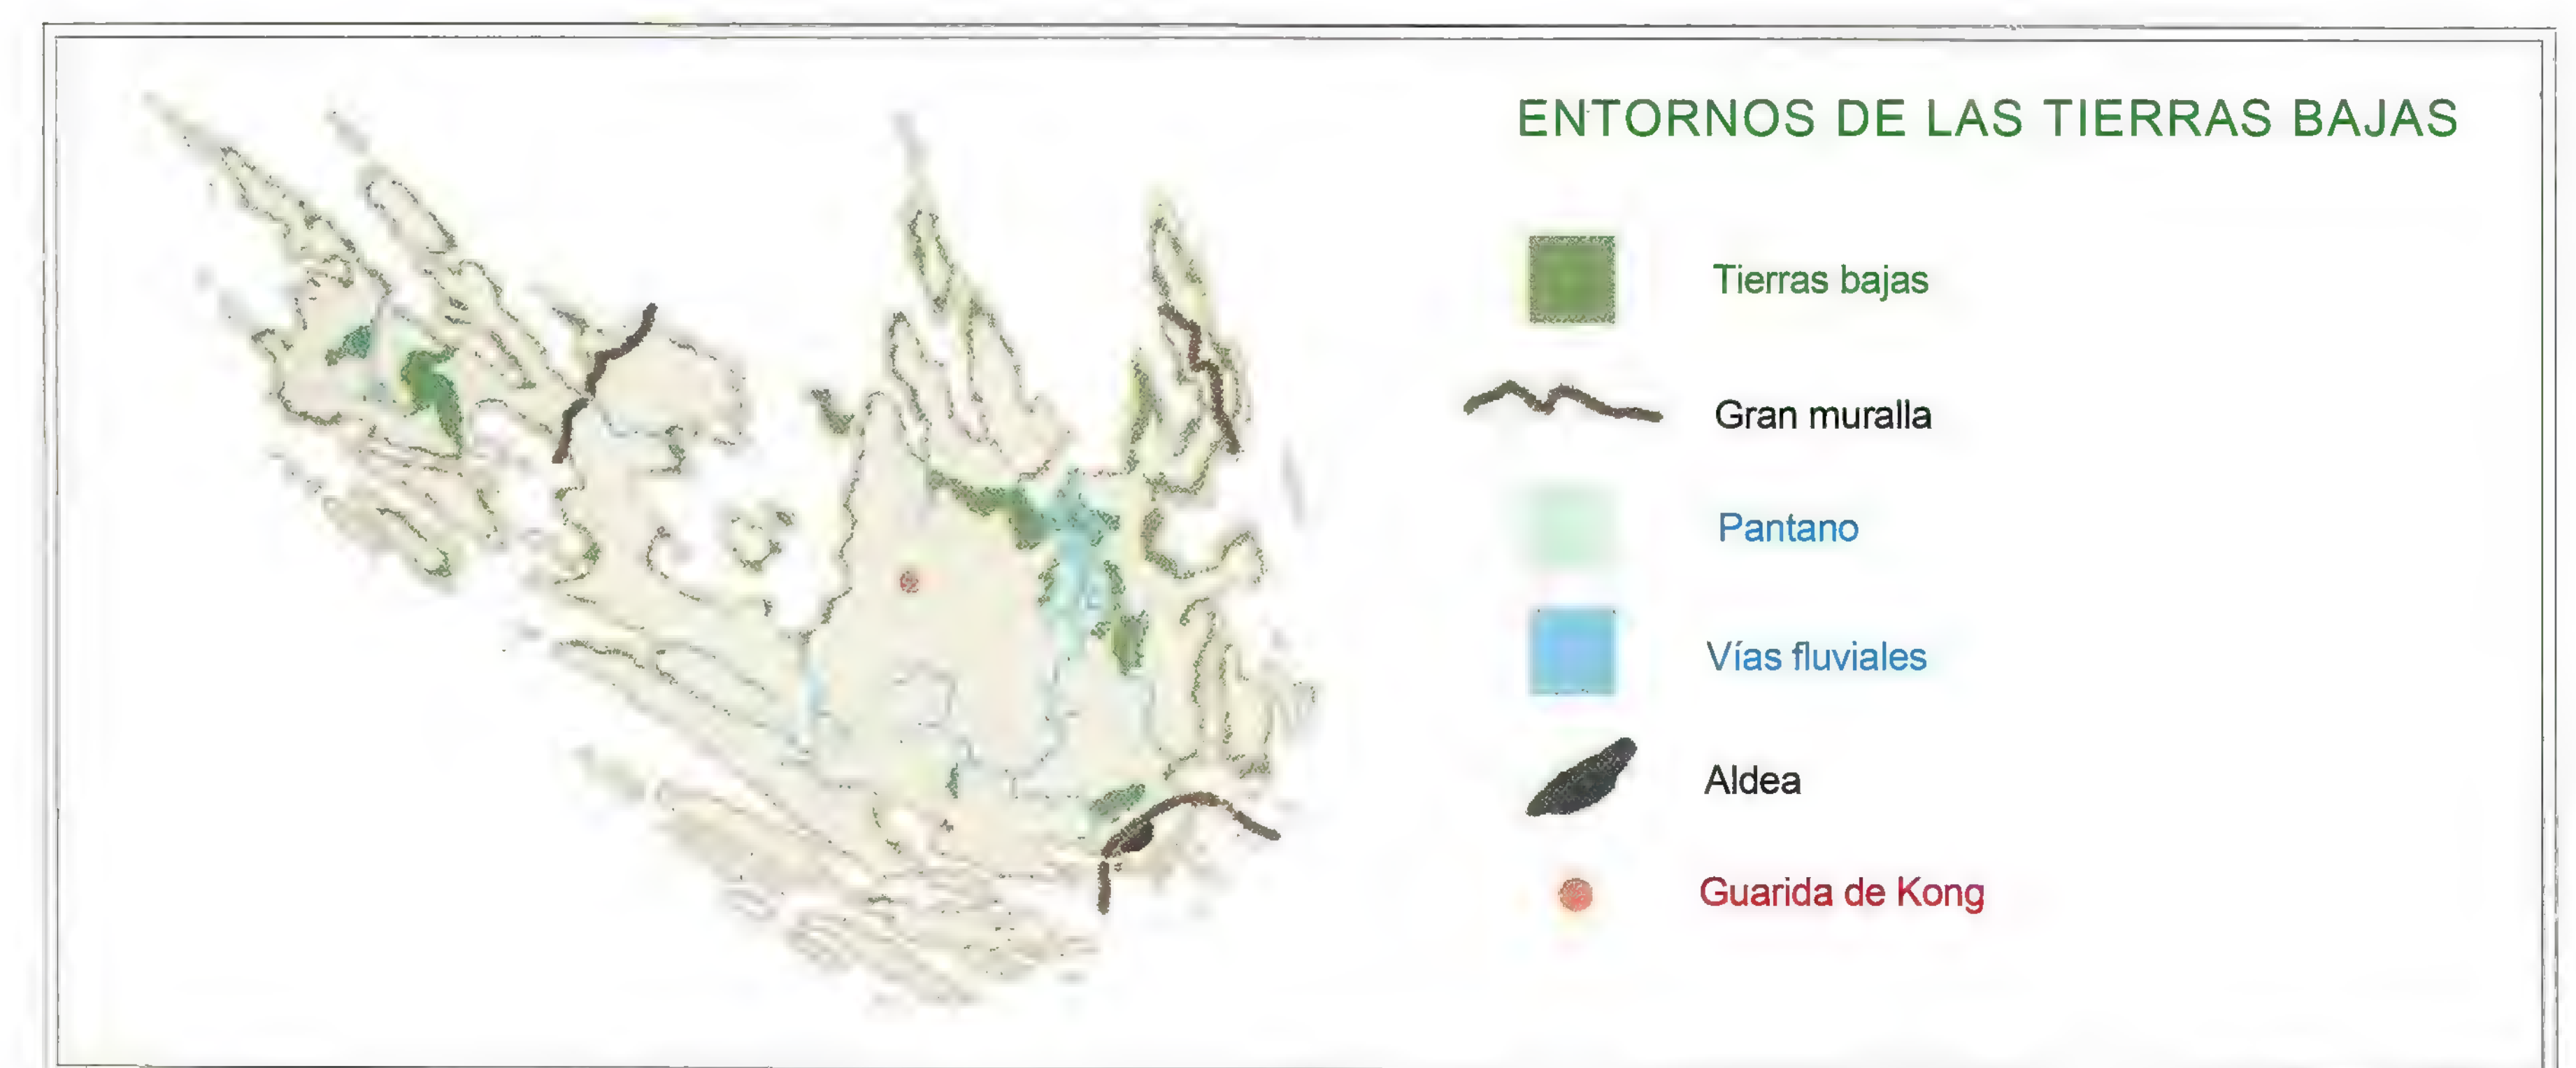 ENTORNOS DE LAS TIERRAS BAJAS
Tierras bajas
Gran muralla
Pantano
Vías fluviales
Aldea
Guarida de Kong